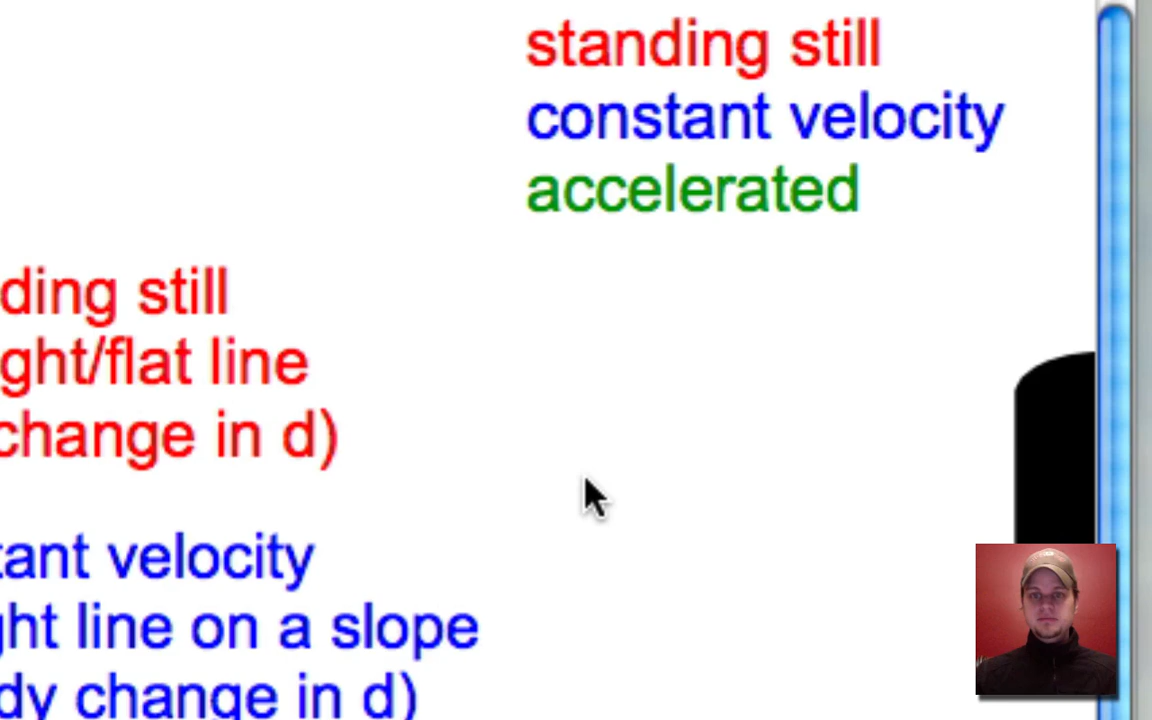 standing still
constant velocity
accelerated
ding still
ght/flat line
change in d)
tant velocity
ght line on a slope
dy change in d)